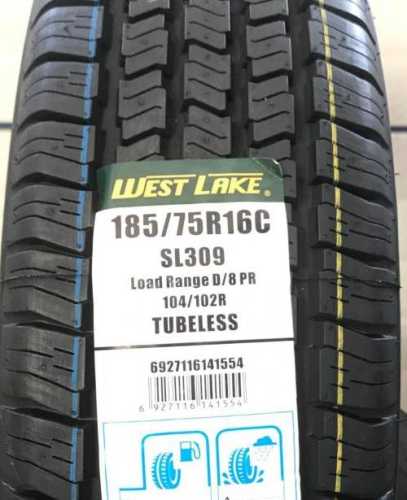 WEST LAKE®
185/75R16C
SL309
Load Range D/8 PR
104/102R
TUBELESS
6927116141554
6 927116 141554